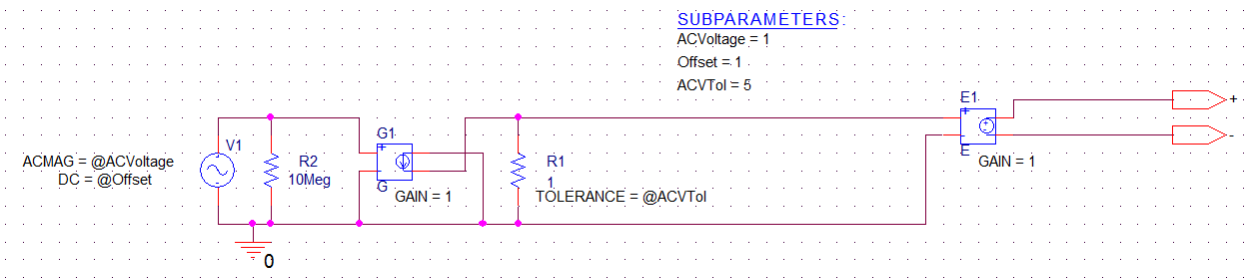 SUBPARAMETERS:
ACVoltage = 1
Offset = 1
ACVTol = 5
E1
+
-
E
GAIN = 1
+
-
V1
ACMAG = @ACVoltage
DC = @Offset
R2
10Meg
G1
+
-
G
GAIN = 1
R1
1
TOLERANCE = @ACVTol
0